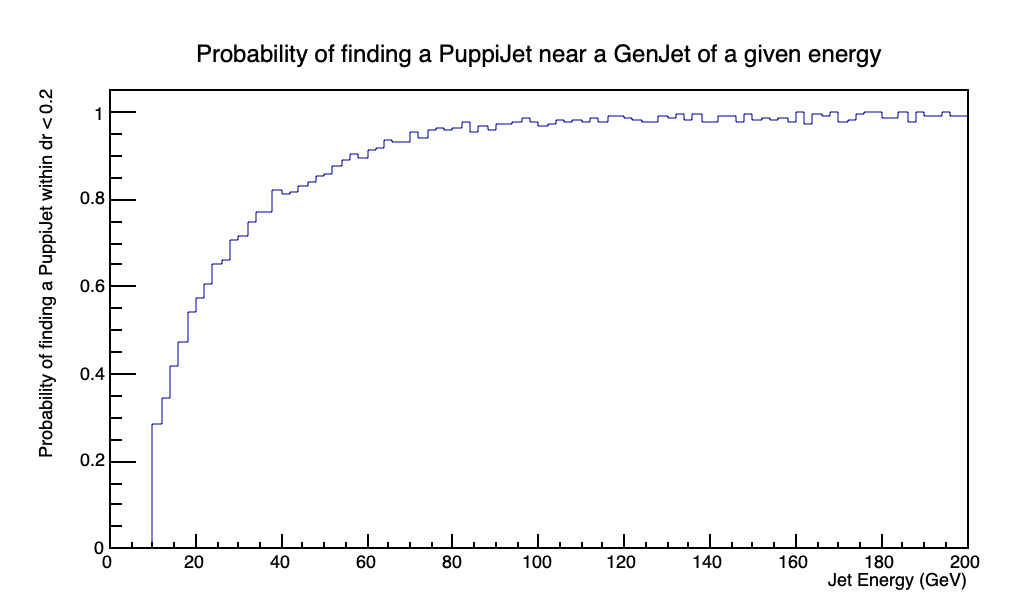 Probability of finding a PuppiJet near a GenJet of a given energy
Probability of finding a PuppiJet within dr < 0.2
1
0.8
0.6
0.4
0.2
0
0 20 40 60 80 100 120 140 160 180 200
Jet Energy (GeV)